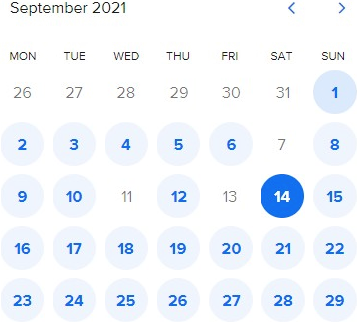 September 2021
MON TUE WED THU FRI SAT SUN
26 27 28 29 30 31 1
2 3 4 5 6 7 8
9 10 11 12 13 14 15
16 17 18 19 20 21 22
23 24 25 26 27 28 29